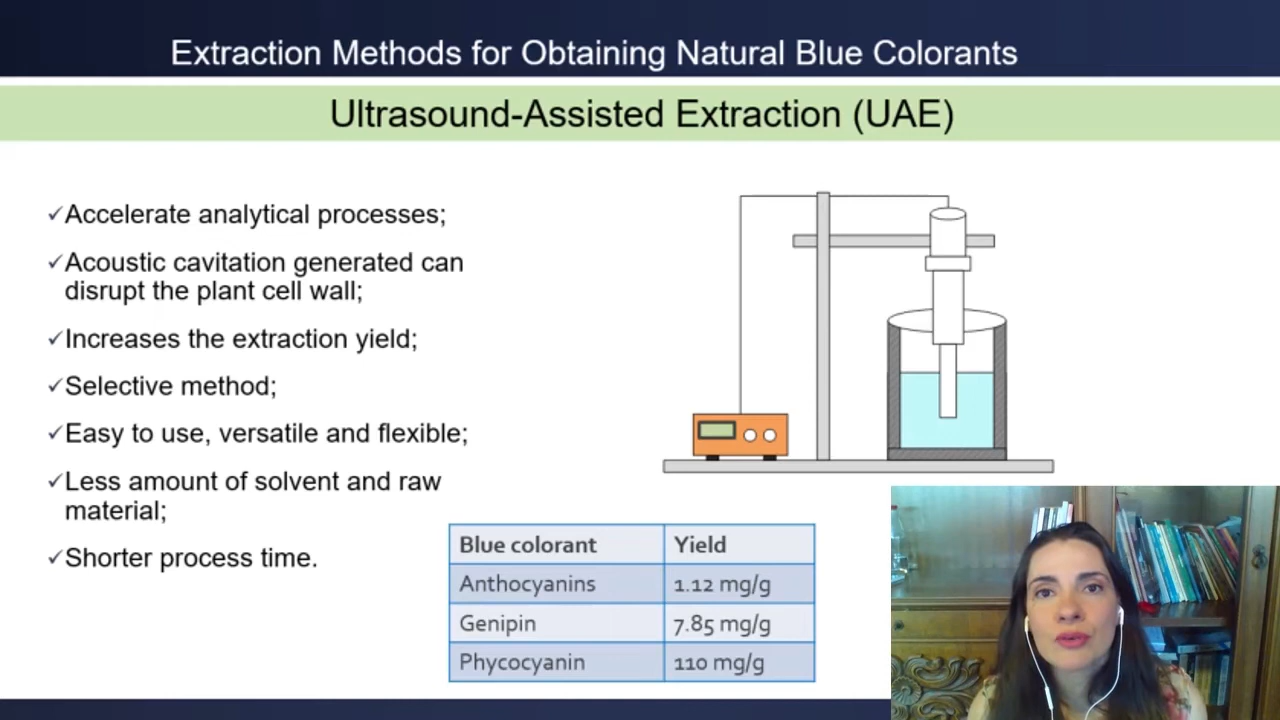 Extraction Methods for Obtaining Natural Blue Colorants
Ultrasound-Assisted Extraction (UAE)
✓Accelerate analytical processes;
✓Acoustic cavitation generated can
disrupt the plant cell wall;
✓Increases the extraction yield;
✓Selective method;
✓Easy to use, versatile and flexible;
✓Less amount of solvent and raw
material;
✓Shorter process time.
Blue colorant Yield
Anthocyanins 1.12 mg/g
Genipin 7.85 mg/g
Phycocyanin 110 mg/g